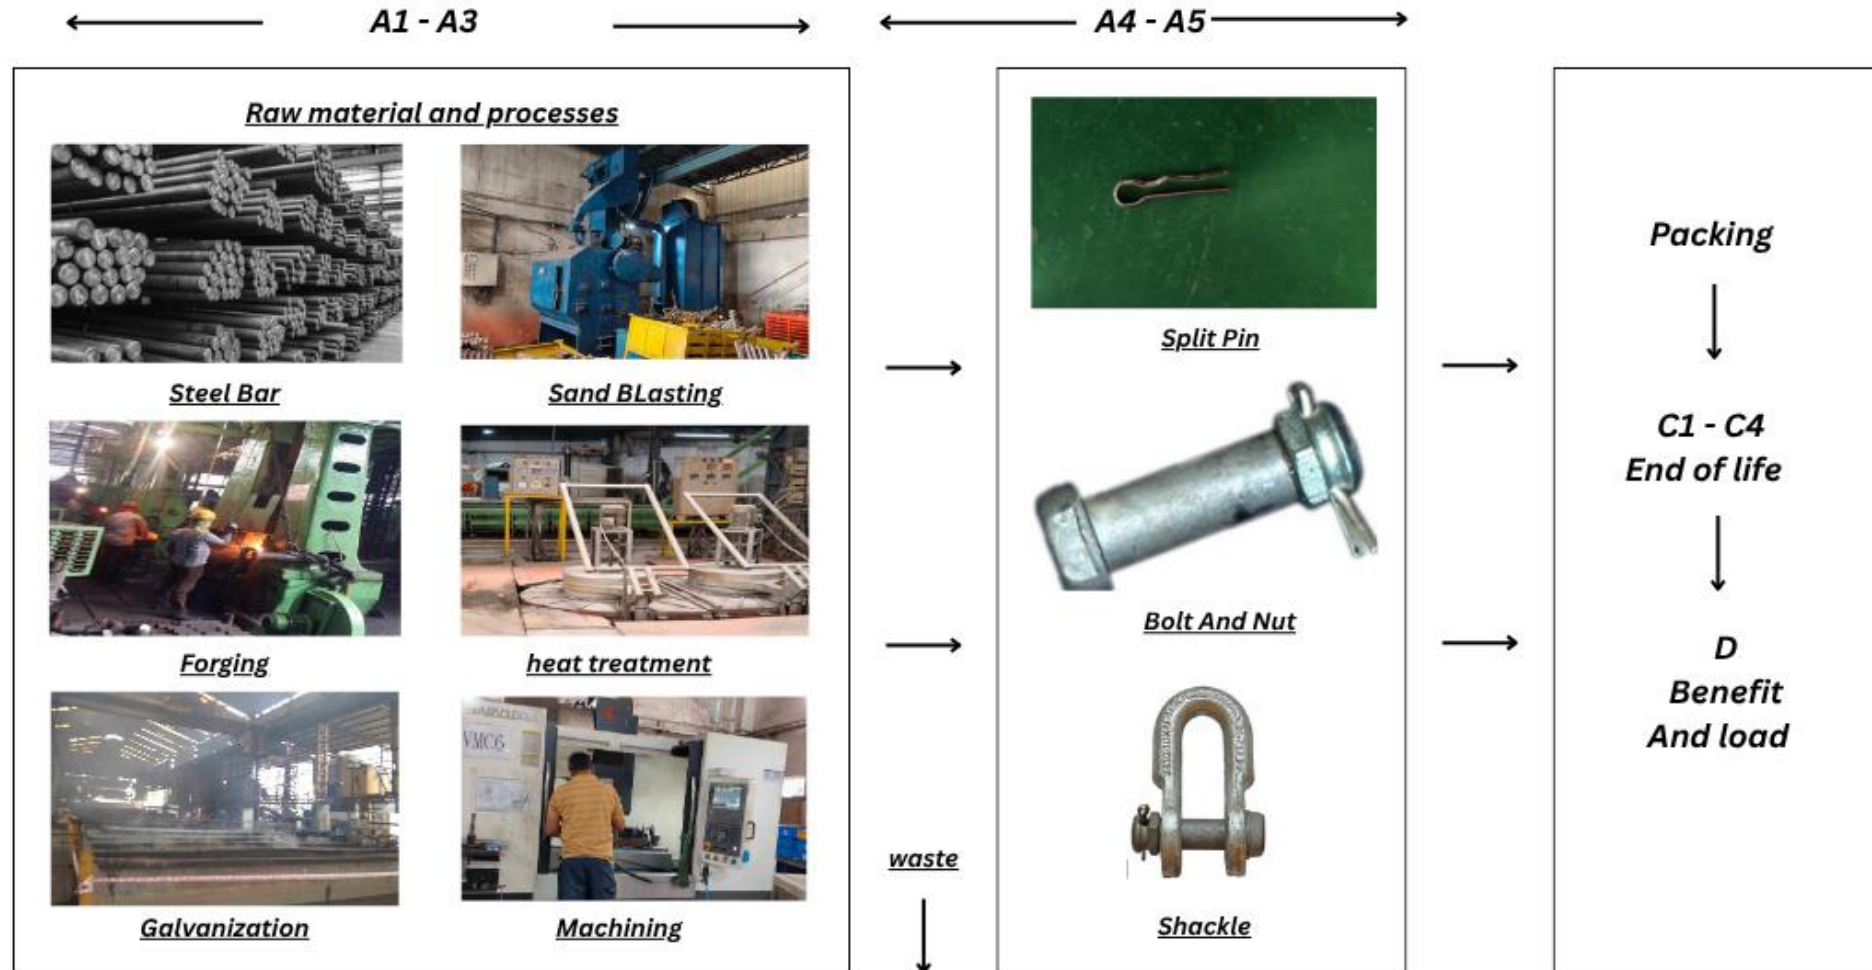 A1 - A3
A4 - A5
Raw material and processes
Steel Bar
Sand BLasting
Forging
heat treatment
VMC6
Galvanization
Machining
waste
Split Pin
Bolt And Nut
Shackle
Packing
C1 - C4
End of life
D
Benefit
And load